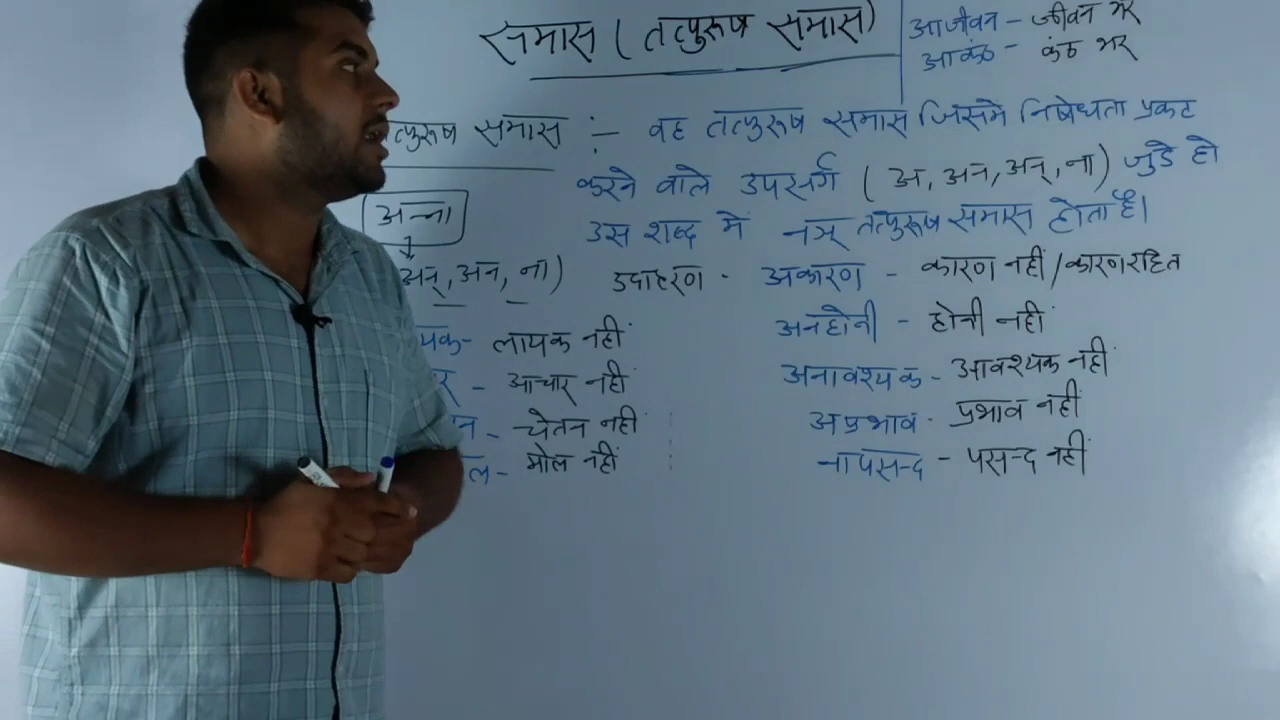 समास ( तत्पुरूष समास )
आजीवन - जीवन भर
आकंठ - कंठ भर
त्पुरूष समास :- वह तत्पुरूष समास जिसमे निषेधता प्रकट
करने वाले उपसर्ग ( अ, अन, अन्, ना ) जुडे हो
उस शब्द मे नञ् तत्पुरूष समास होता है।
अन्ना
अन्, अन, ना )
उदाहरण - अकारण - कारण नहीं / कारणरहित
अनहोनी - होनी नहीं
यक - लायक नहीं
अनावश्यक - आवश्यक नहीं
र - आचार नहीं
अप्रभाव - प्रभाव नहीं
न - चेतन नहीं
नापसन्द - पसन्द नहीं
ल - मोल नहीं